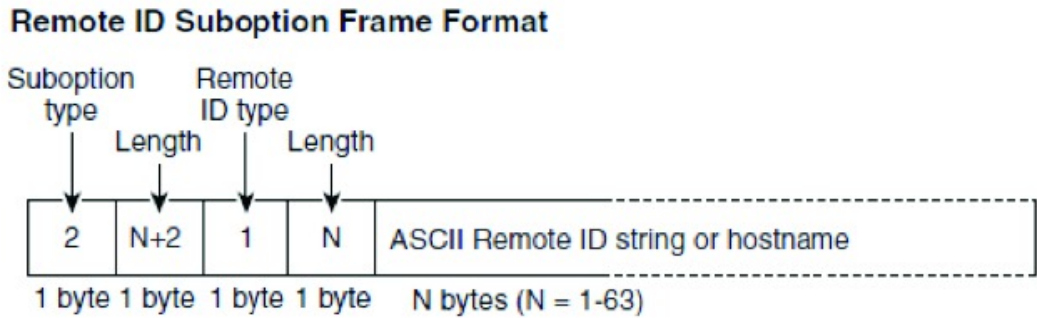 Remote ID Suboption Frame Format
Suboption Remote
type ID type
Length Length
2 N+2 1 N ASCII Remote ID string or hostname
1 byte 1 byte 1 byte 1 byte N bytes (N = 1-63)